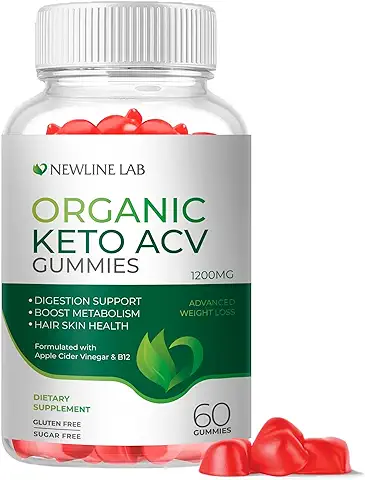 NEWLINE LAB
ORGANIC
KETO ACV
GUMMIES
1200MG
• DIGESTION SUPPORT
• BOOST METABOLISM
• HAIR SKIN HEALTH
ADVANCED
WEIGHT LOSS
Formulated with
Apple Cider Vinegar & B12
DIETARY
SUPPLEMENT
GLUTEN FREE
SUGAR FREE
60
GUMMIES